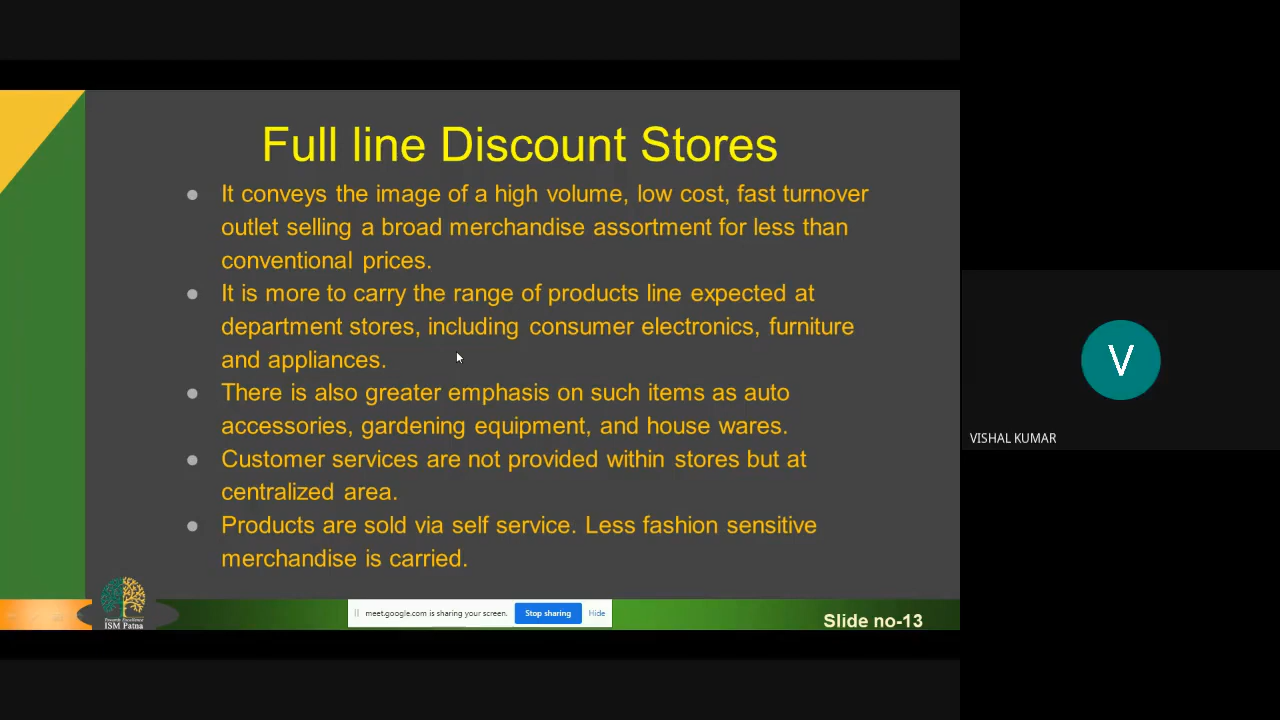 Full line Discount Stores
It conveys the image of a high volume, low cost, fast turnover
outlet selling a broad merchandise assortment for less than
conventional prices.
It is more to carry the range of products line expected at
department stores, including consumer electronics, furniture
and appliances.
There is also greater emphasis on such items as auto
accessories, gardening equipment, and house wares.
Customer services are not provided within stores but at
centralized area.
Products are sold via self service. Less fashion sensitive
merchandise is carried.
V
VISHAL KUMAR
Towards Excellence
ISM Patna
meet.google.com is sharing your screen. Stop sharing Hide
Slide no-13